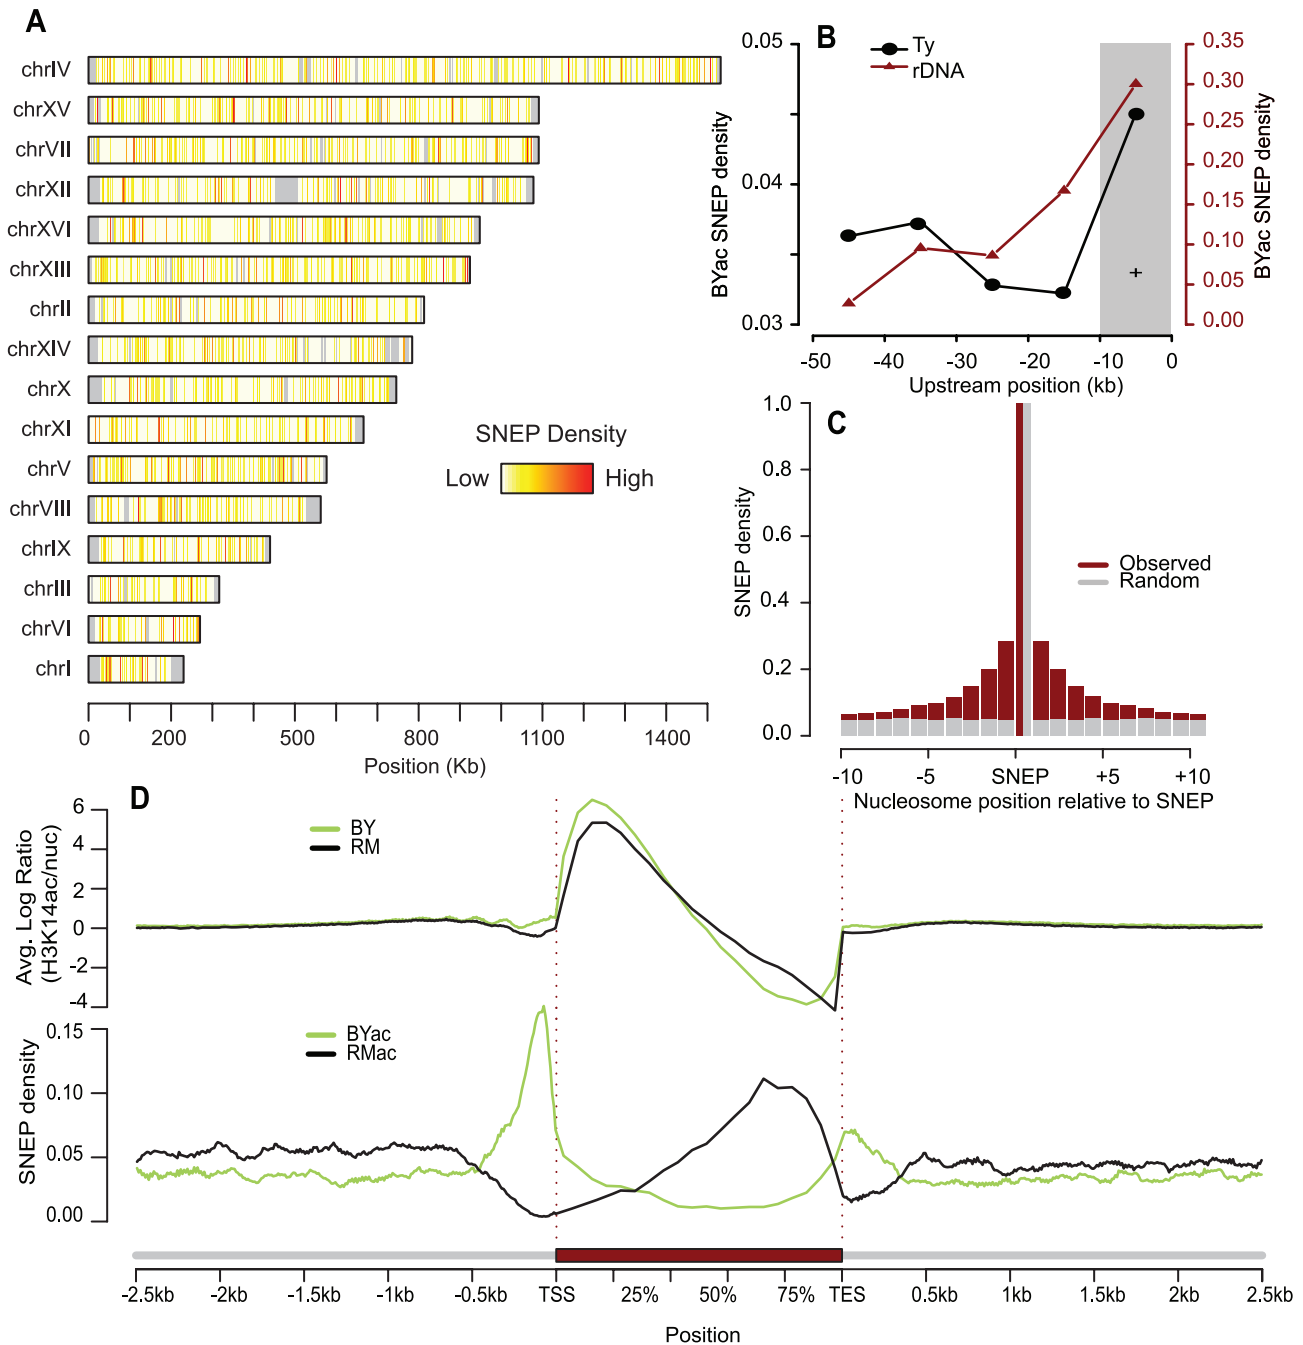 A
chrIV
chrXV
chrVII
chrXII
chrXVI
chrXIII
chrII
chrXIV
chrX
chrXI
chrV
chrVIII
chrIX
chrIII
chrVI
chrI
SNEP Density
Low High
0 200 500 800 1100 1400
Position (Kb)
B
Ty
rDNA
0.05
0.04
0.03
BYac SNEP density
0.35
0.30
0.25
0.20
0.15
0.10
0.05
0.00
BYac SNEP density
+
-50 -40 -30 -20 -10 0
Upstream position (kb)
C
1.0
0.8
0.6
0.4
0.2
0.0
SNEP density
Observed
Random
-10 -5 SNEP +5 +10
Nucleosome position relative to SNEP
D
6
4
2
0
-2
-4
Avg. Log Ratio
(H3K14ac/nuc)
BY
RM
0.15
0.10
0.05
0.00
SNEP density
BYac
RMac
-2.5kb -2kb -1.5kb -1kb -0.5kb TSS 25% 50% 75% TES 0.5kb 1kb 1.5kb 2kb 2.5kb
Position